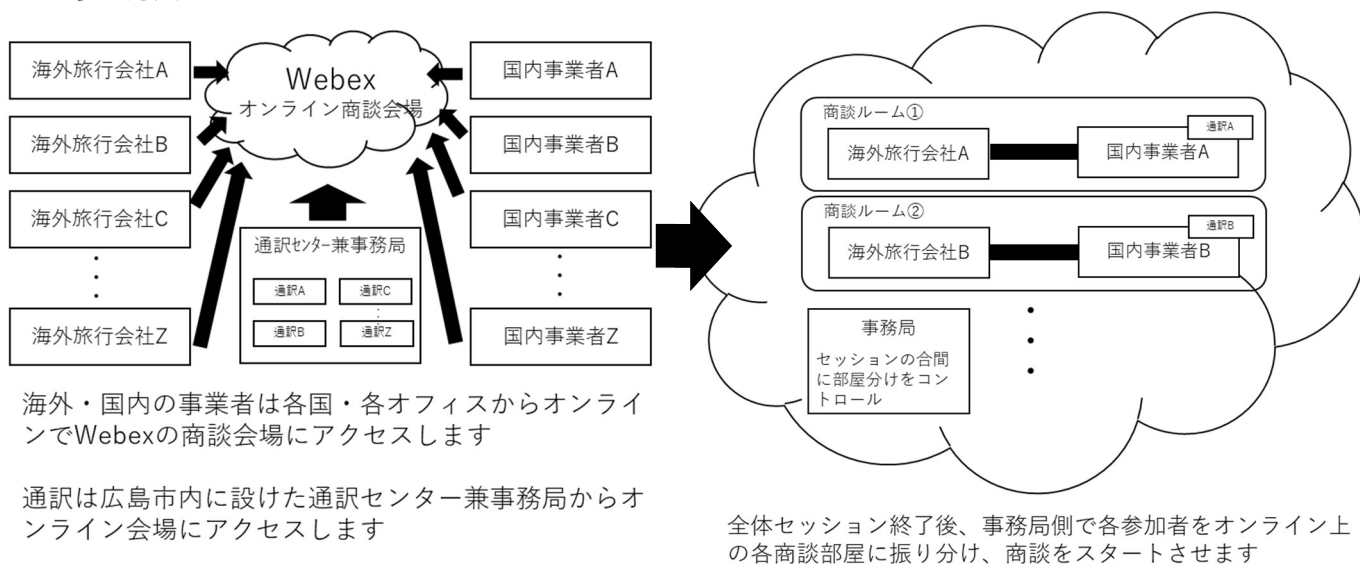 海外旅行会社A
海外旅行会社B
海外旅行会社C
海外旅行会社Z
Webex
オンライン商談会場
国内事業者A
国内事業者B
国内事業者C
国内事業者Z
通訳センター兼事務局
通訳A
通訳C
通訳B
通訳Z
海外・国内の事業者は各国・各オフィスからオンライ
ンでWebexの商談会場にアクセスします
通訳は広島市内に設けた通訳センター兼事務局からオ
ンライン会場にアクセスします
商談ルーム①
海外旅行会社A
通訳A
国内事業者A
商談ルーム②
海外旅行会社B
通訳B
国内事業者B
事務局
セッションの合間
に部屋分けをコン
トロール
全体セッション終了後、事務局側で各参加者をオンライン上
の各商談部屋に振り分け、商談をスタートさせます